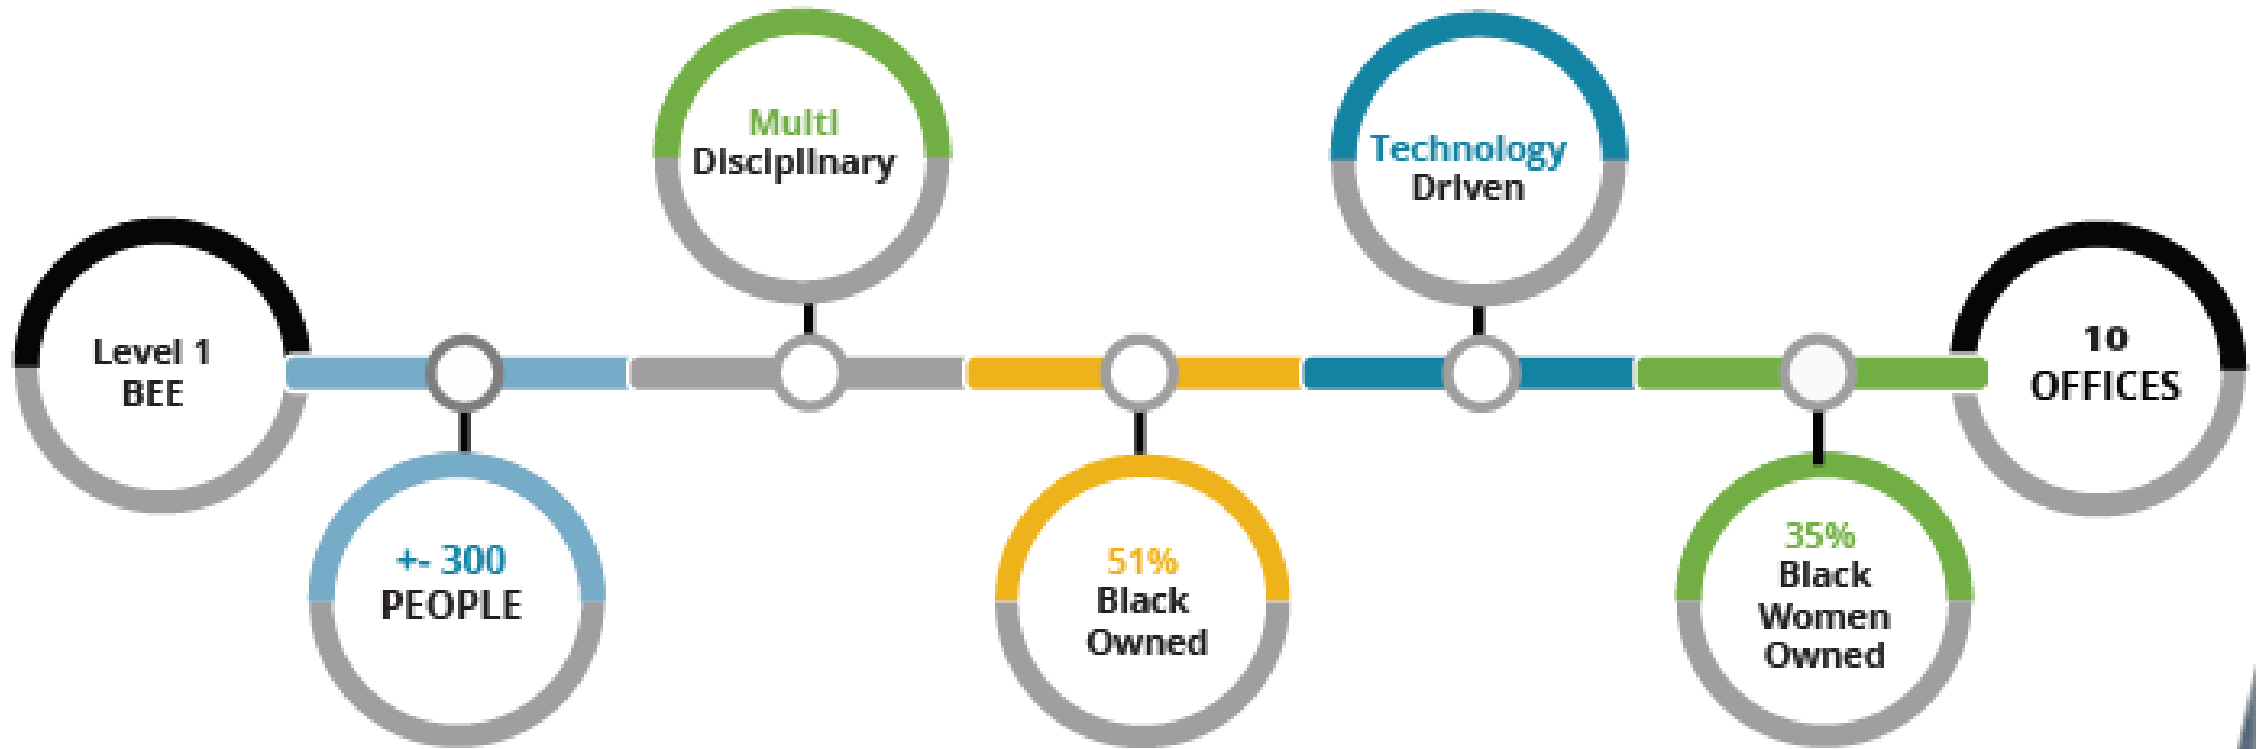 Level 1
BEE
+- 300
PEOPLE
Multi
Disciplinary
51%
Black
Owned
Technology
Driven
35%
Black
Women
Owned
10
OFFICES